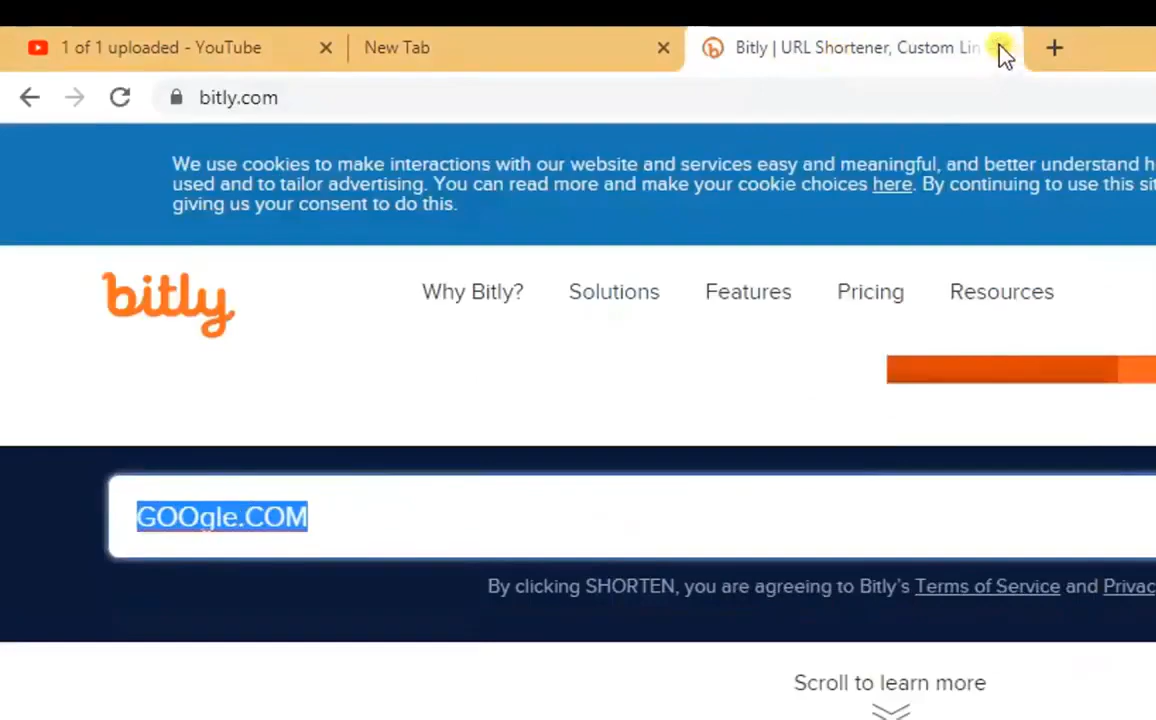 1 of 1 uploaded - YouTube
New Tab
Bitly | URL Shortener, Custom Lin
bitly.com
We use cookies to make interactions with our website and services easy and meaningful, and better understand h
used and to tailor advertising. You can read more and make your cookie choices here. By continuing to use this sit
giving us your consent to do this.
bitly
Why Bitly? Solutions Features Pricing Resources
GOOgle.COM
By clicking SHORTEN, you are agreeing to Bitly's Terms of Service and Privac
Scroll to learn more